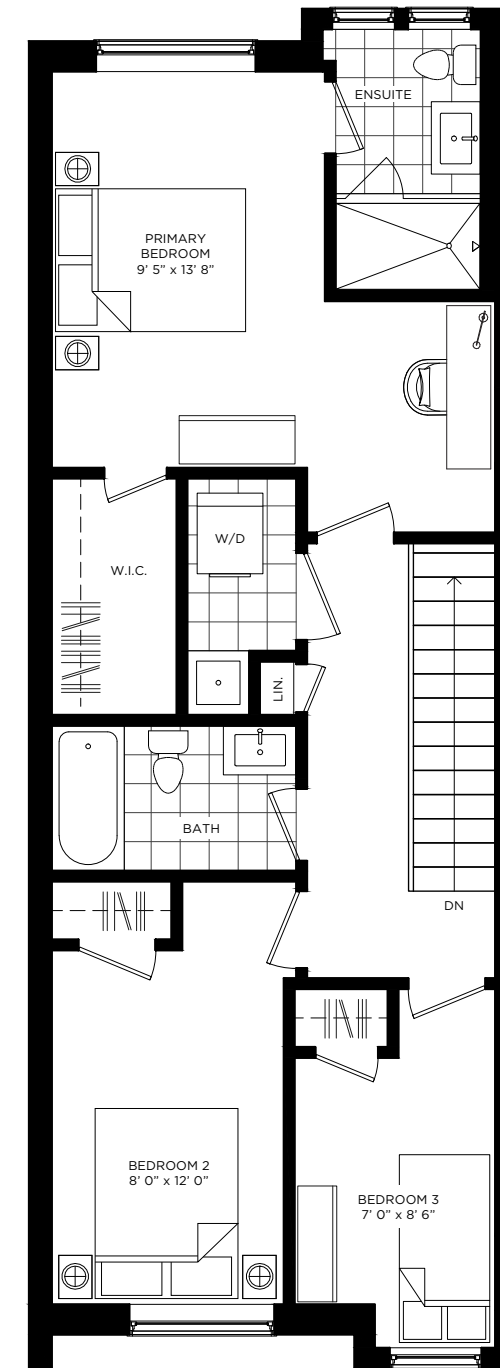 ENSUITE
PRIMARY
BEDROOM
9' 5" x 13' 8"
W/D
W.I.C.
LIN.
BATH
DN
BEDROOM 2
8' 0" x 12' 0"
BEDROOM 3
7' 0" x 8' 6"